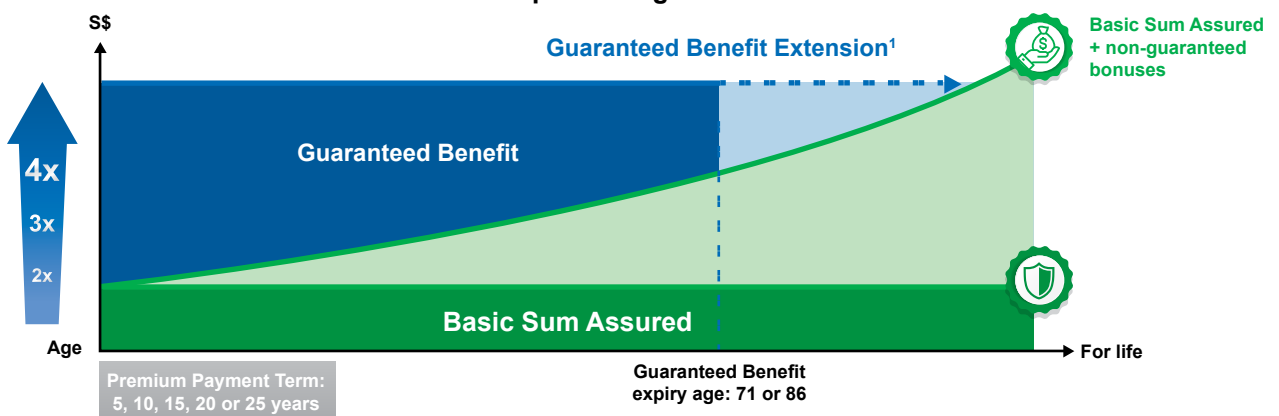 S$
Guaranteed Benefit Extension¹
Basic Sum Assured
+ non-guaranteed
bonuses
Guaranteed Benefit
4x
3x
2x
Basic Sum Assured
Age
For life
Premium Payment Term:
5, 10, 15, 20 or 25 years
Guaranteed Benefit
expiry age: 71 or 86
$